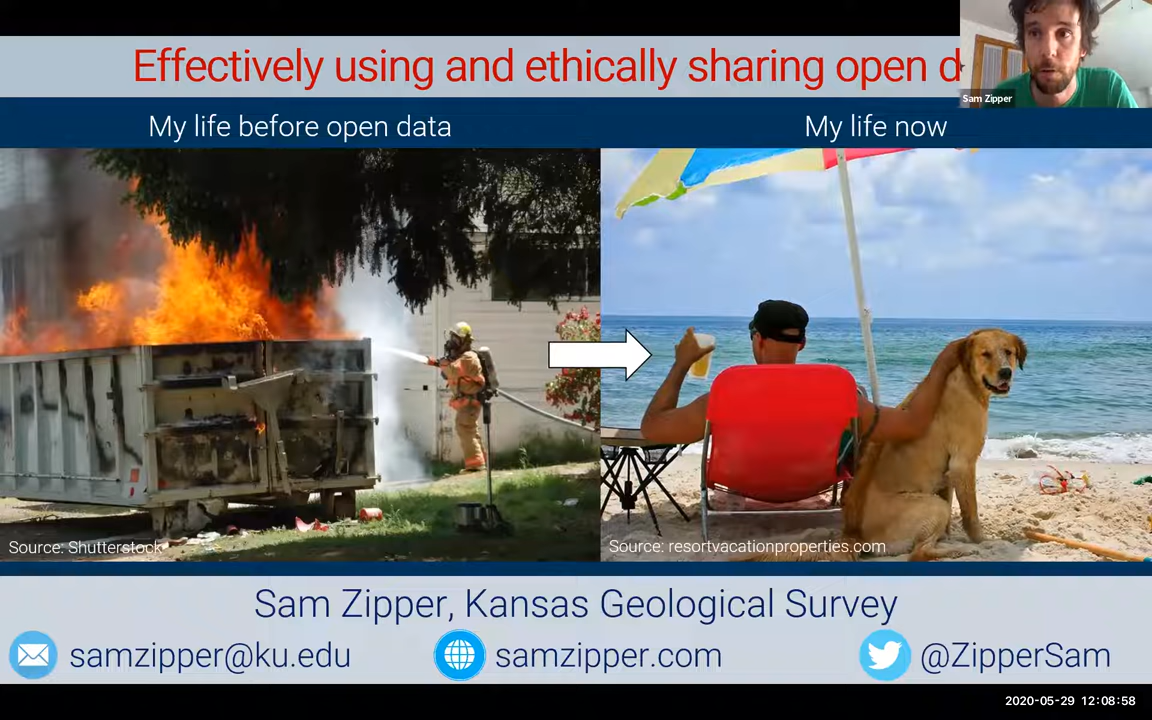 Effectively using and ethically sharing open d
Sam Zipper
My life before open data
My life now
Source: Shutterstock
Source: resortvacationproperties.com
Sam Zipper, Kansas Geological Survey
samzipper@ku.edu
samzipper.com
@ZipperSam
2020-05-29 12:08:58